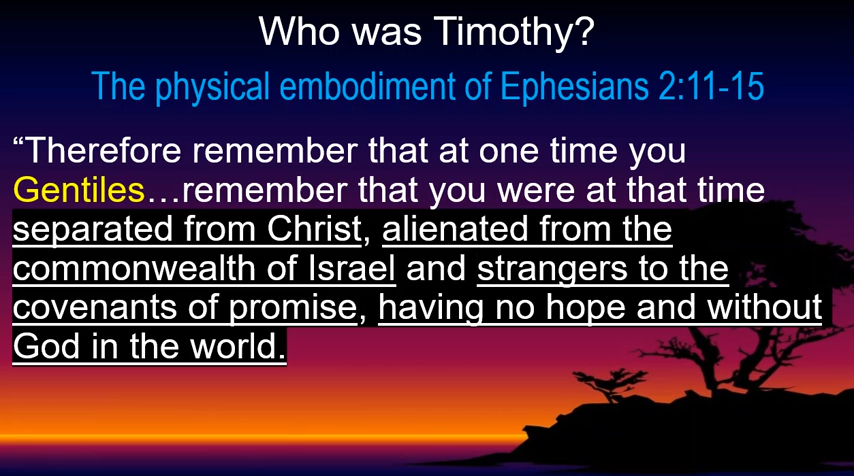 Who was Timothy?
The physical embodiment of Ephesians 2:11-15
“Therefore remember that at one time you
Gentiles…remember that you were at that time
separated from Christ, alienated from the
commonwealth of Israel and strangers to the
covenants of promise, having no hope and without
God in the world.